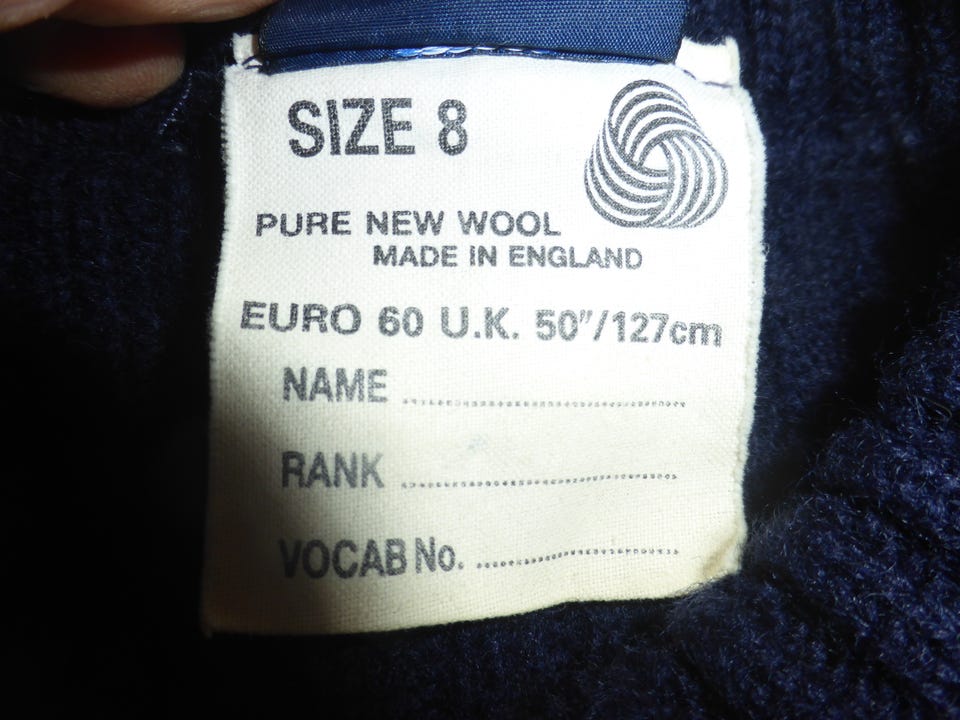 SIZE 8
PURE NEW WOOL
MADE IN ENGLAND
EURO 60 U.K. 50"/127cm
NAME ........................................
RANK ........................................
VOCAB No. ..............................